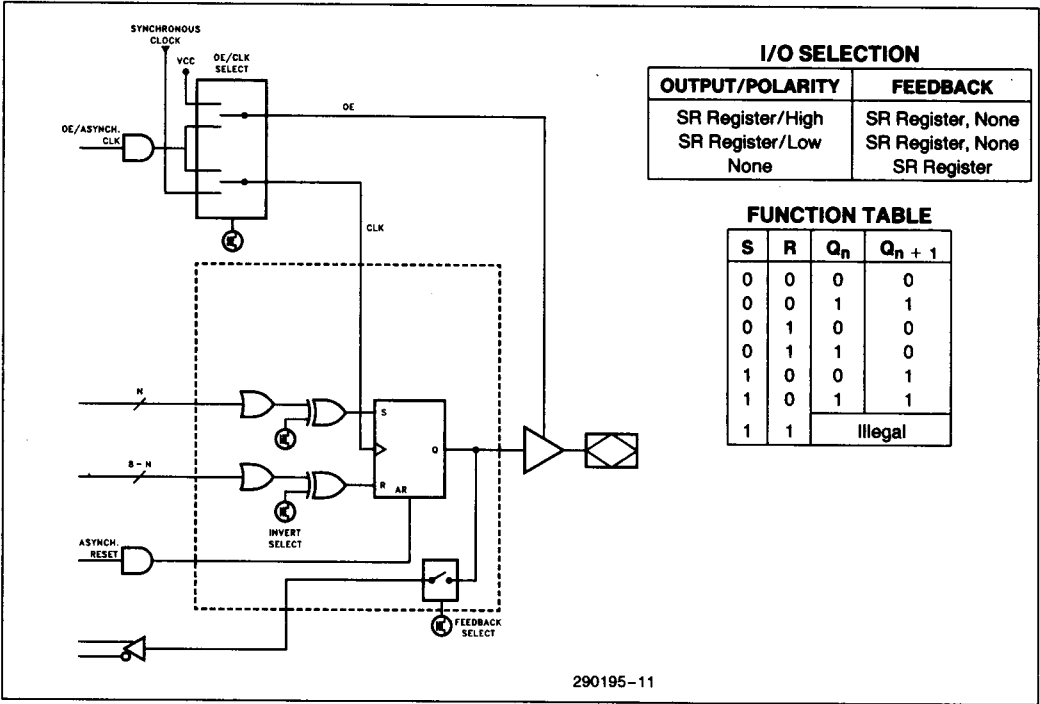 SYNCHRONOUS
CLOCK
VCC
OE/CLK
SELECT
OE
OE/ASYNCH.
CLK
CLK
N
S
8 - N
Q
R
AR
INVERT
SELECT
ASYNCH.
RESET
FEEDBACK
SELECT
I/O SELECTION
OUTPUT/POLARITY FEEDBACK
SR Register/High SR Register, None
SR Register/Low SR Register, None
None SR Register
FUNCTION TABLE
S R Qn Qn + 1
0 0 0 0
0 0 1 1
0 1 0 0
0 1 1 0
1 0 0 1
1 0 1 1
1 1 Illegal
290195-11